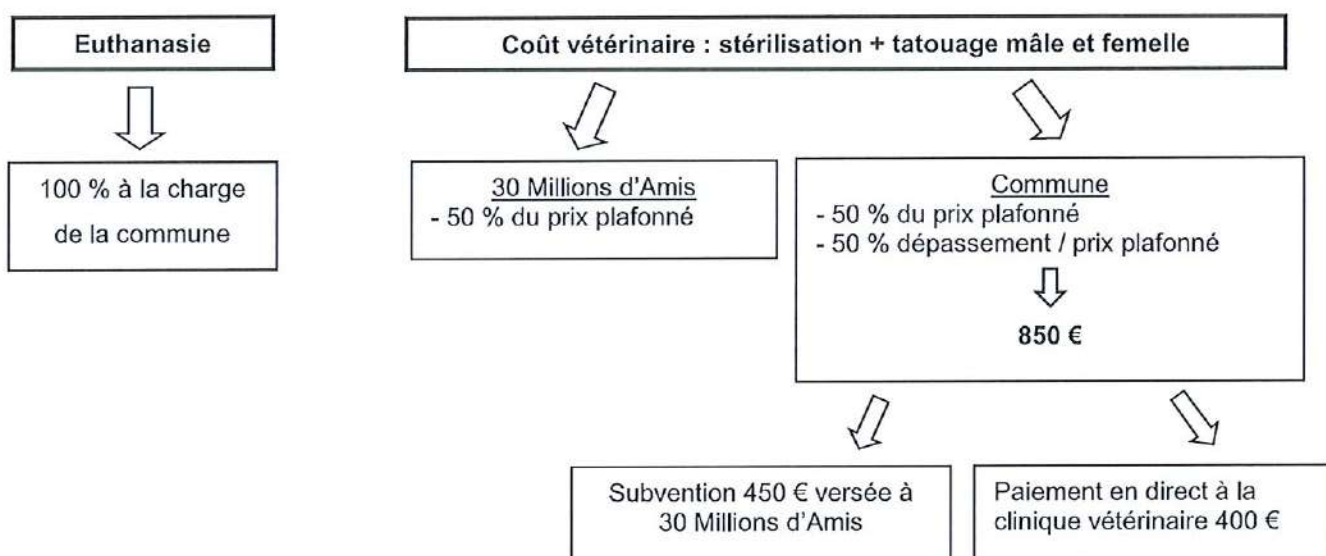 Euthanasie
Coût vétérinaire : stérilisation + tatouage mâle et femelle
100 % à la charge
de la commune
30 Millions d'Amis
- 50 % du prix plafonné
Commune
- 50 % du prix plafonné
- 50 % dépassement / prix plafonné
850 €
Subvention 450 € versée à
30 Millions d'Amis
Paiement en direct à la
clinique vétérinaire 400 €